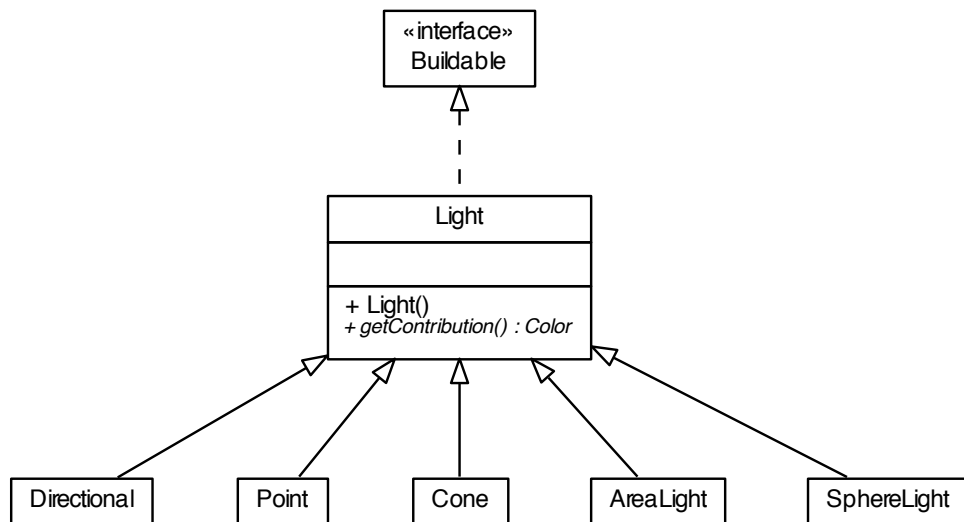 «interface»
Buildable
Light
+ Light()
+ getContribution() : Color
Directional
Point
Cone
AreaLight
SphereLight